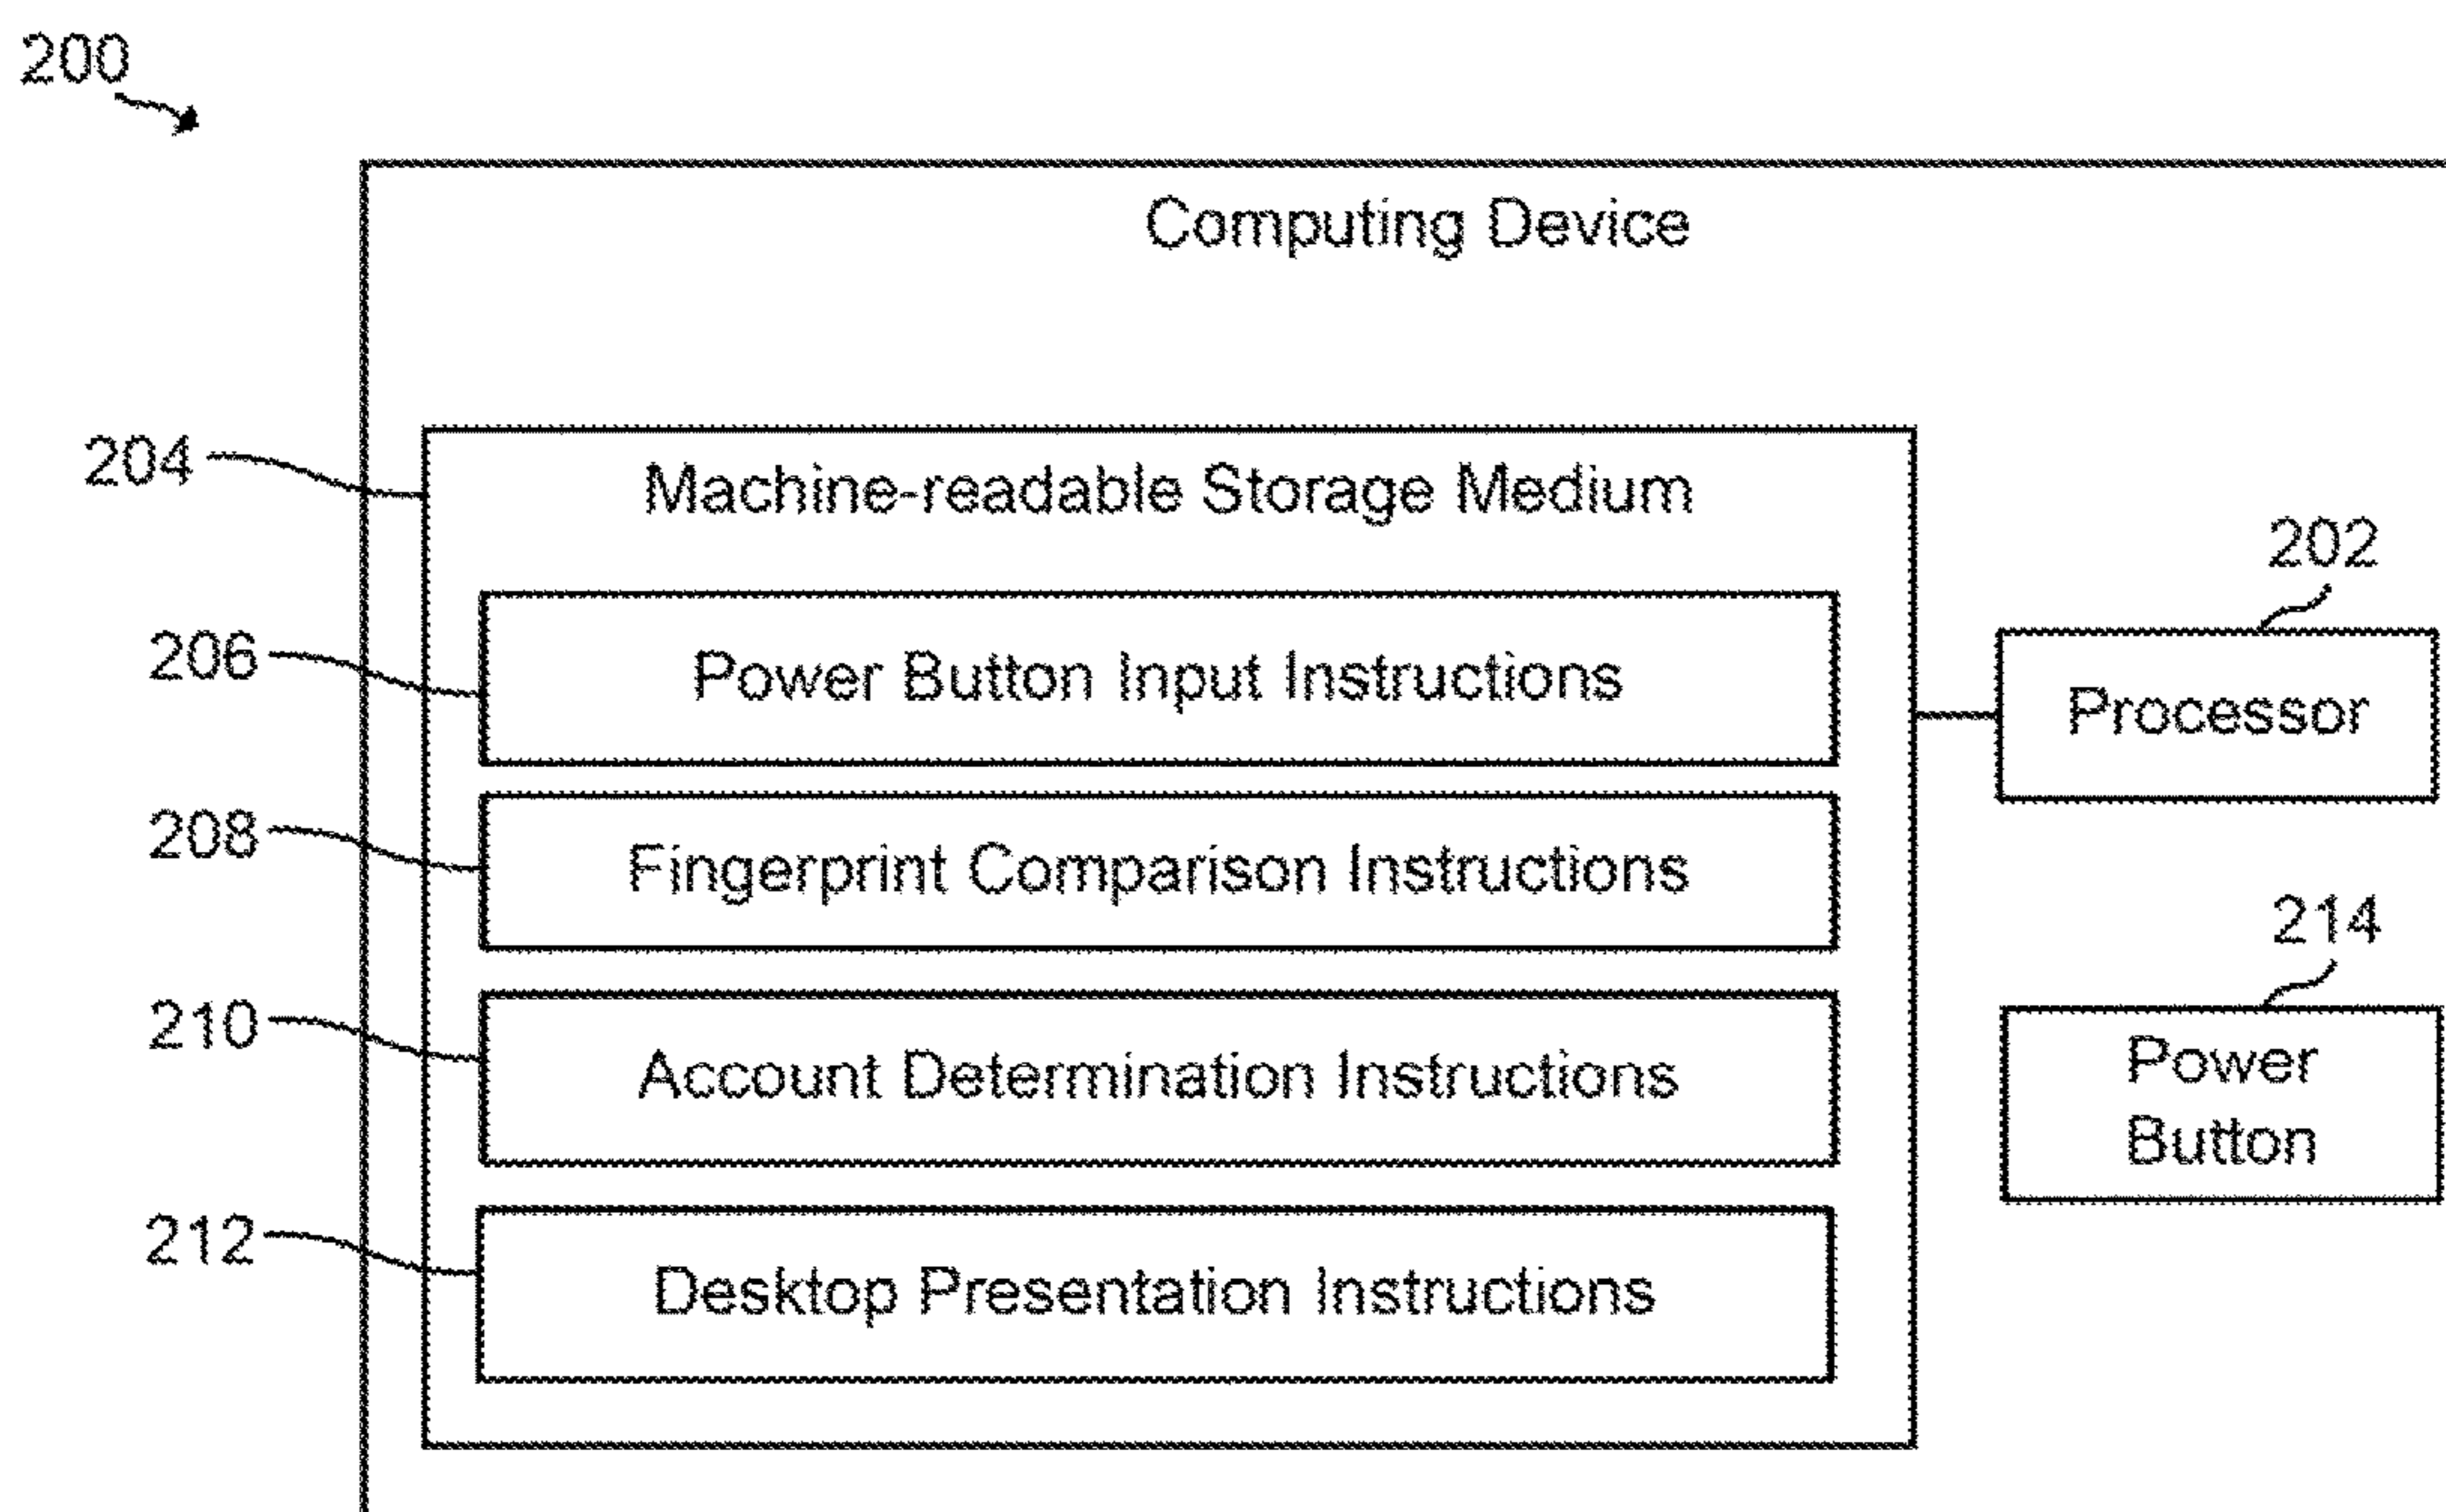 200
Computing Device
204
Machine-readable Storage Medium
202
206
Power Button Input Instructions
Processor
208
Fingerprint Comparison Instructions
214
210
Account Determination Instructions
Power
Button
212
Desktop Presentation Instructions